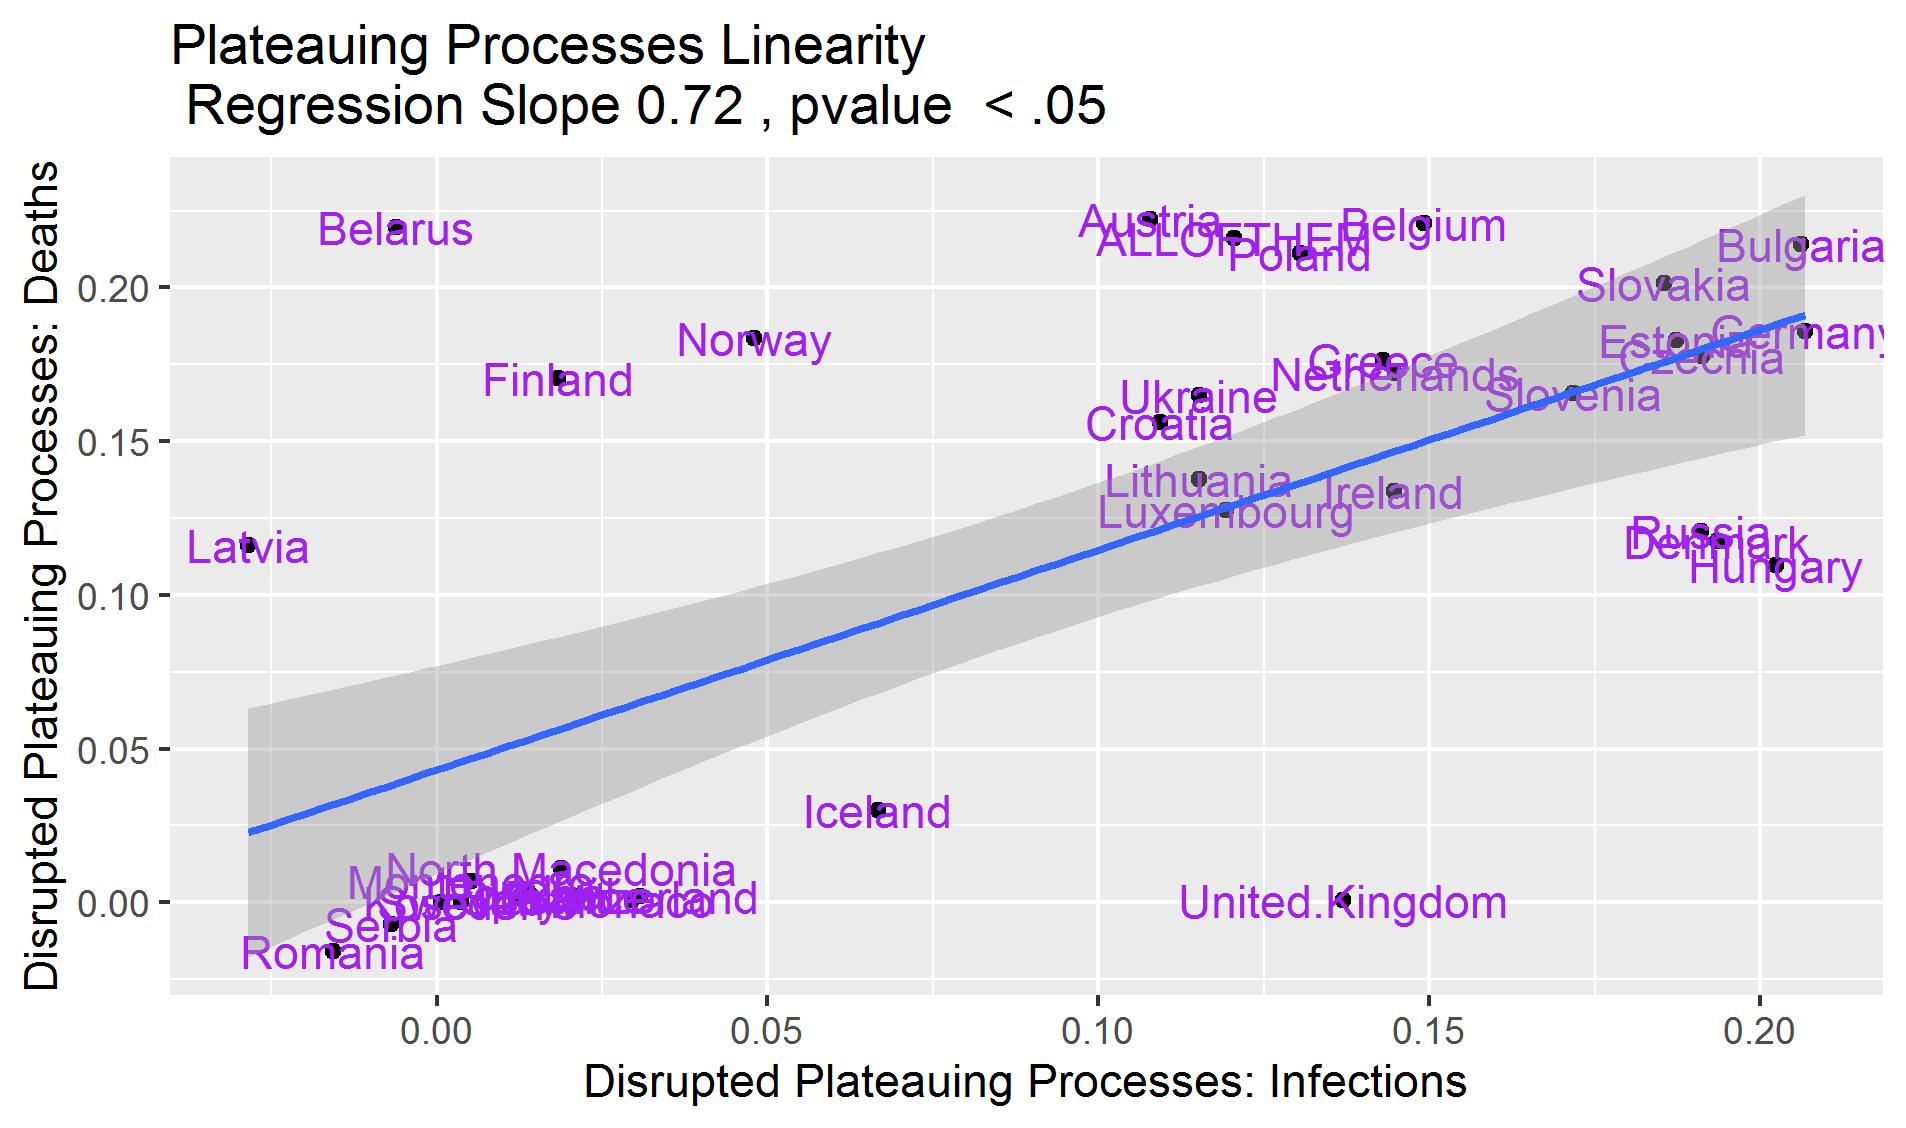 Plateauing Processes Linearity
Regression Slope 0.72 , pvalue < .05
Disrupted Plateauing Processes: Deaths
0.20
0.15
0.10
0.05
0.00
Belarus
Austria
ALLOFTHEM
Poland
Belgium
Bulgaria
Slovakia
Norway
Finland
Greece
Netherlands
Estonia
Germany
Czechia
Slovenia
Ukraine
Croatia
Lithuania
Luxembourg
Ireland
Latvia
Russia
Denmark
Hungary
Iceland
North.Macedonia
United.Kingdom
Serbia
Romania
0.00
0.05
0.10
0.15
0.20
Disrupted Plateauing Processes: Infections